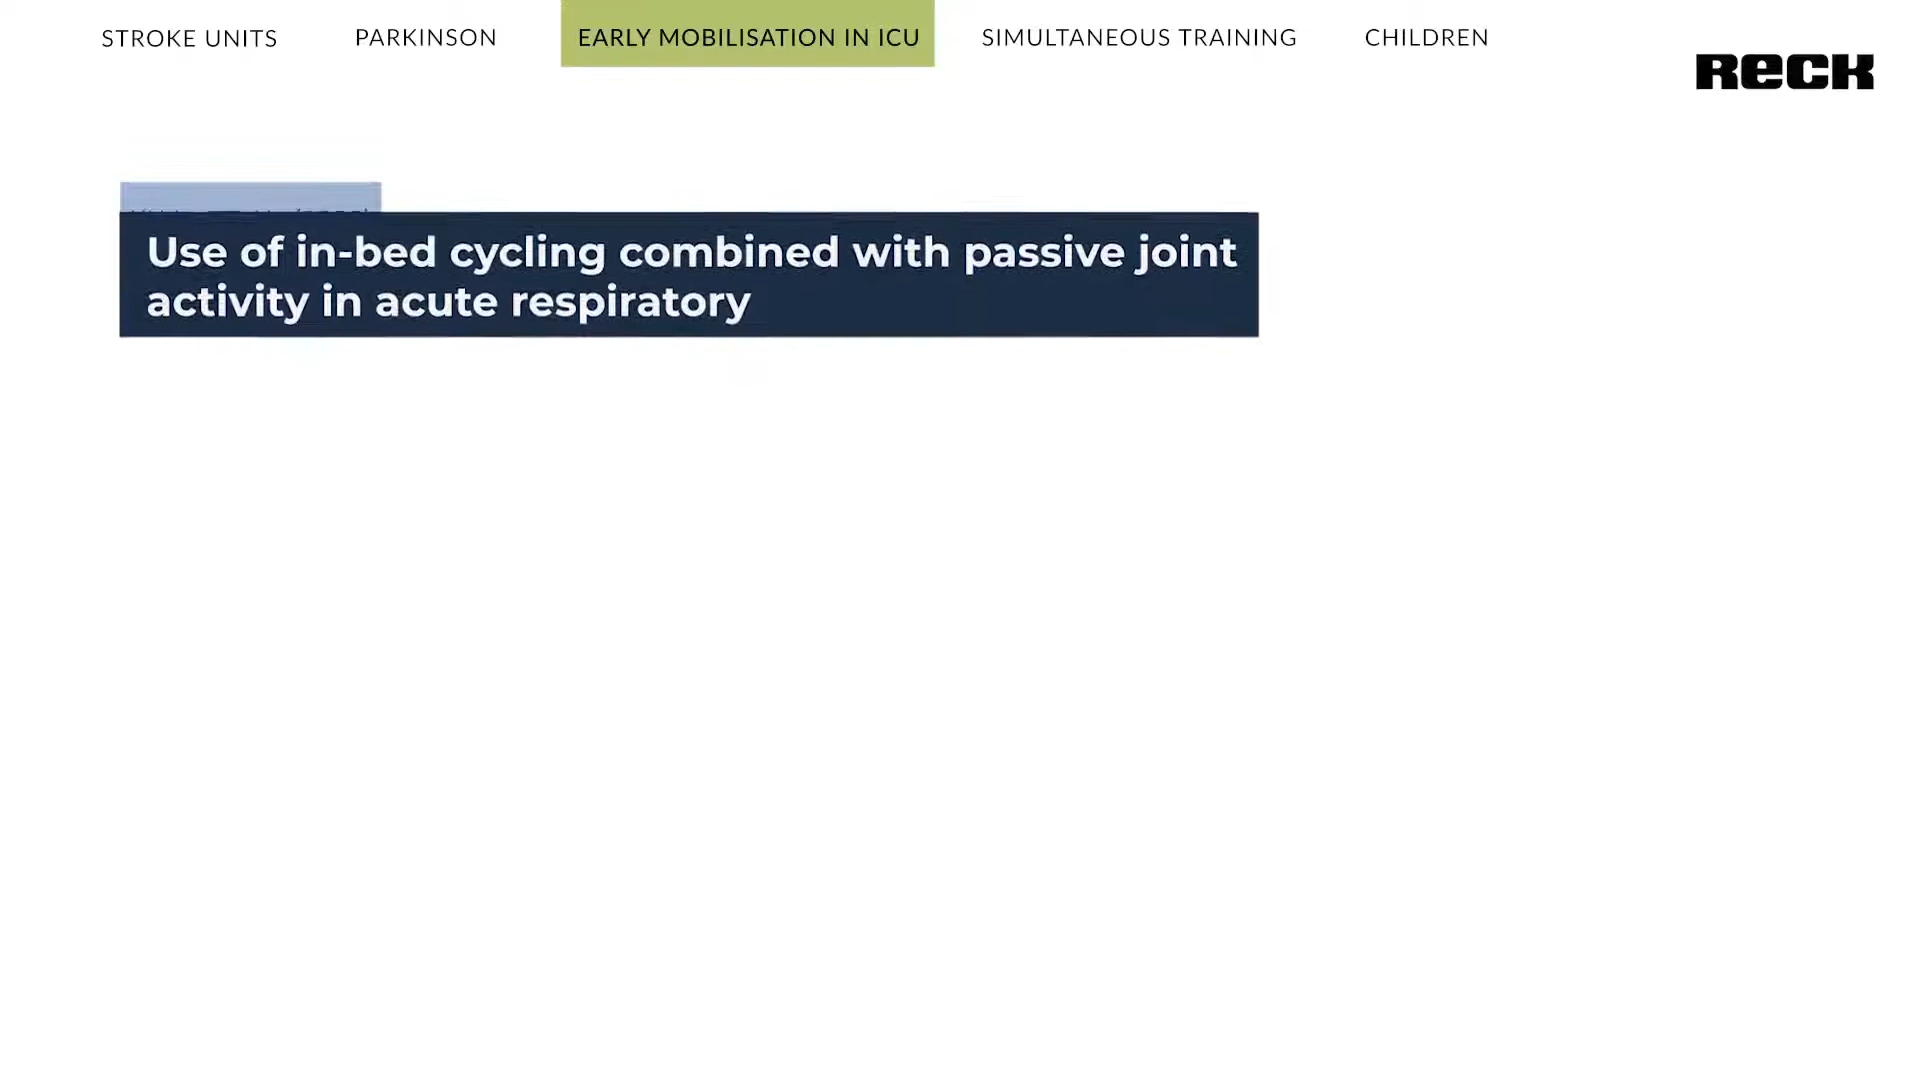 STROKE UNITS
PARKINSON
EARLY MOBILISATION IN ICU
SIMULTANEOUS TRAINING
CHILDREN
RECK
Use of in-bed cycling combined with passive joint
activity in acute respiratory